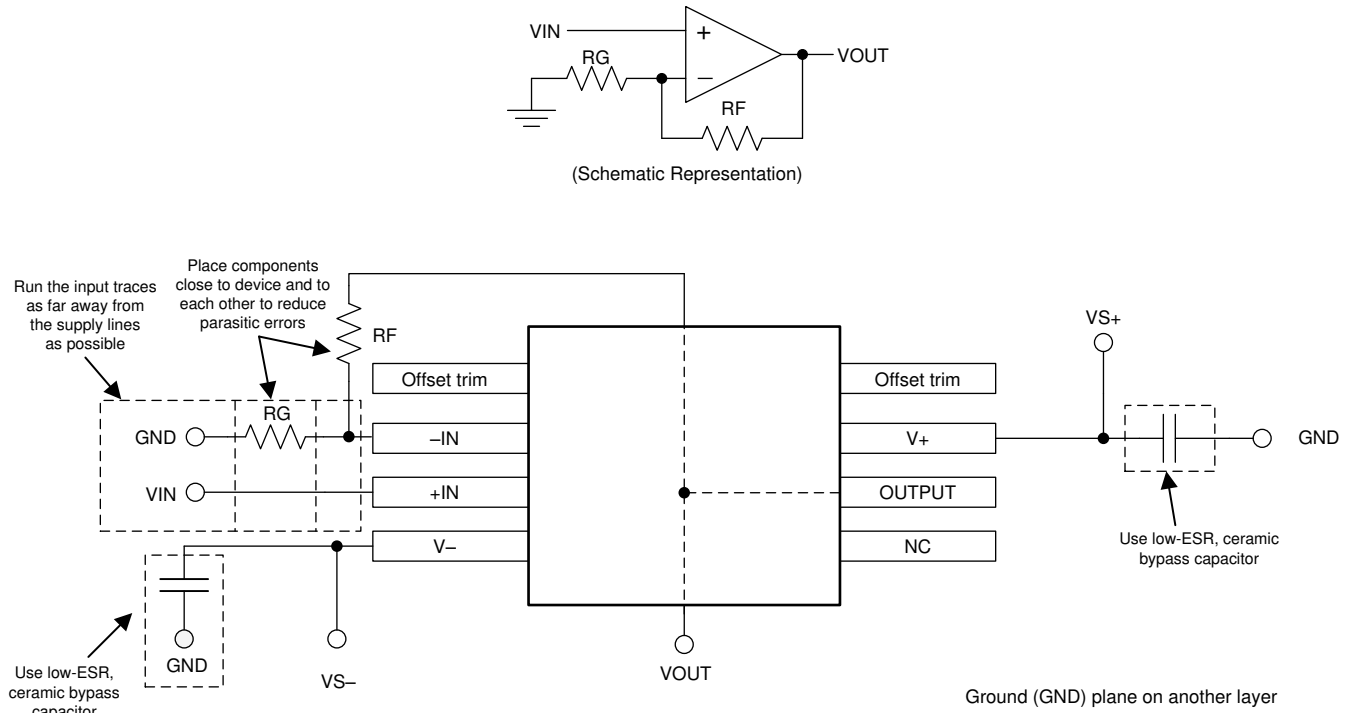 VIN
+
RG
–
VOUT
RF
(Schematic Representation)
Run the input traces
as far away from
the supply lines
as possible
Place components
close to device and to
each other to reduce
parasitic errors
RF
VS+
Offset trim
Offset trim
RG
GND
–IN
V+
GND
VIN
+IN
OUTPUT
V–
NC
Use low-ESR, ceramic
bypass capacitor
GND
VS–
VOUT
Use low-ESR,
ceramic bypass
capacitor
Ground (GND) plane on another layer